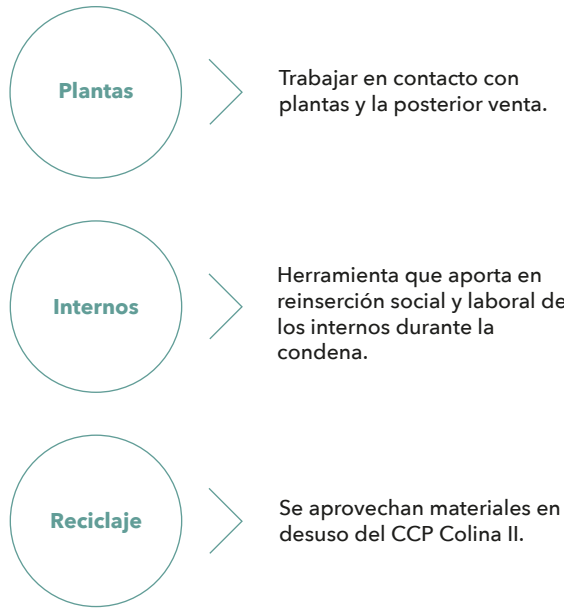 Plantas
Trabajar en contacto con
plantas y la posterior venta.
Internos
Herramienta que aporta en
reinserción social y laboral de
los internos durante la
condena.
Reciclaje
Se aprovechan materiales en
desuso del CCP Colina II.